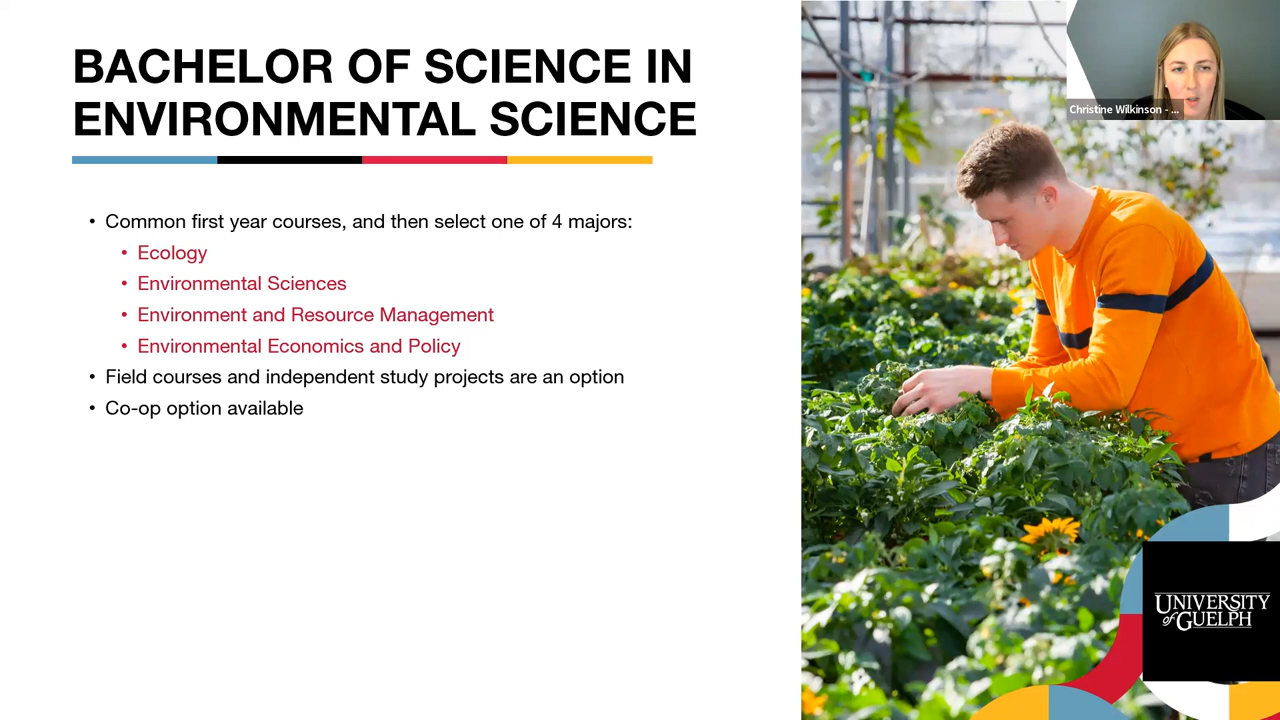 BACHELOR OF SCIENCE IN
ENVIRONMENTAL SCIENCE
• Common first year courses, and then select one of 4 majors:
• Ecology
• Environmental Sciences
• Environment and Resource Management
• Environmental Economics and Policy
• Field courses and independent study projects are an option
• Co-op option available
Christine Wilkinson - ...
UNIVERSITY
of GUELPH